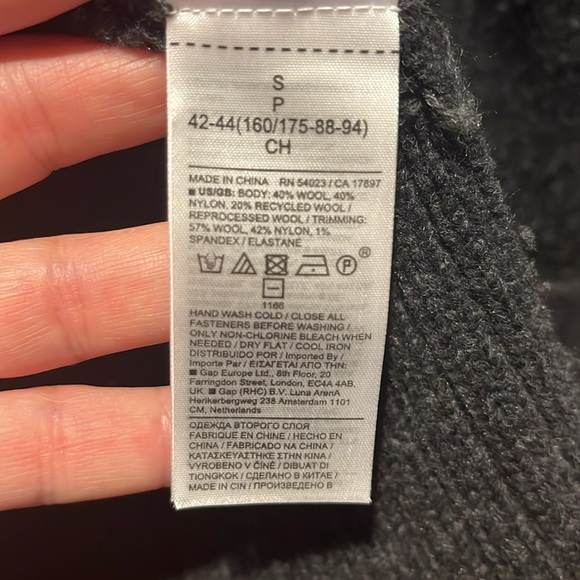 S
P
42-44(160/175-88-94)
CH
MADE IN CHINA RN 54023 / CA 17897
■ US/GB: BODY: 40% WOOL, 40%
NYLON, 20% RECYCLED WOOL /
REPROCESSED WOOL / TRIMMING:
57% WOOL, 42% NYLON, 1%
SPANDEX / ELASTANE
P ®
1166
HAND WASH COLD / CLOSE ALL
FASTENERS BEFORE WASHING /
ONLY NON-CHLORINE BLEACH WHEN
NEEDED / DRY FLAT / COOL IRON
DISTRIBUIDO POR / Imported By /
Importe Par / ΕΙΣΑΓΕΤΑΙ ΑΠΟ ΤΗΝ:
■ Gap Europe Ltd., 8th Floor, 20
Farringdon Street, London, EC4A 4AB,
UK. ■ Gap (RHC) B.V. Luna ArenA
Herikerbergweg 238 Amsterdam 1101
CM, Netherlands
ОДЕЖДА ВТОРОГО СЛОЯ
FABRIQUE EN CHINE / HECHO EN
CHINA / FABRICADO NA CHINA /
ΚΑΤΑΣΚΕΥΑΣΤΗΚΕ ΣΤΗΝ ΚΙΝΑ /
VYROBENO V ČÍNĚ / DIBUAT DI
TIONGKOK / СДЕЛАНО В КИТАЕ /
MADE IN CIN / ПРОИЗВЕДЕНО В